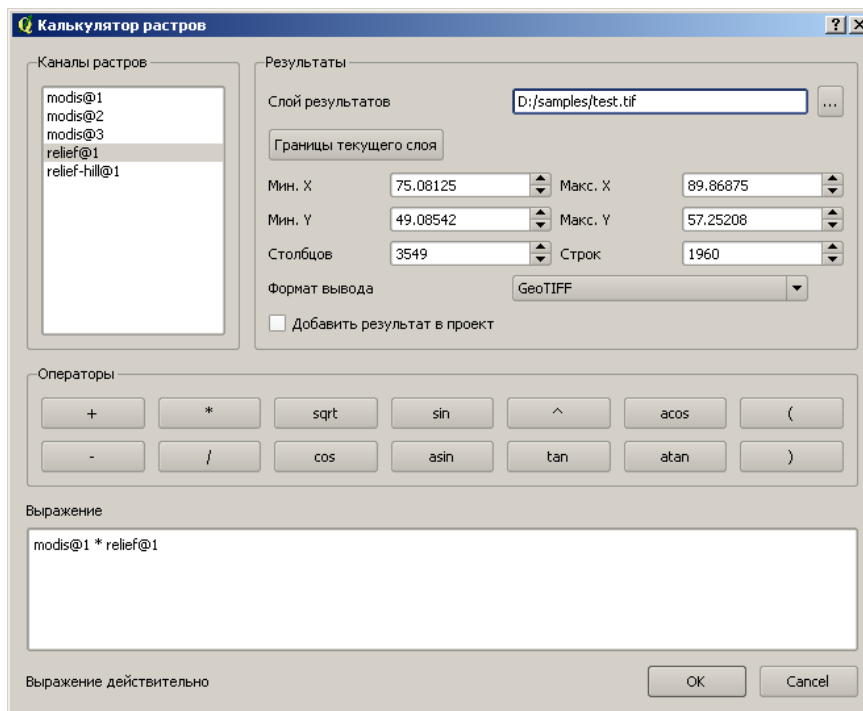 Калькулятор растров
Каналы растров
modis@1
modis@2
modis@3
relief@1
relief-hill@1
Результаты
Слой результатов D:/samples/test.tif ...
Границы текущего слоя
Мин. X 75.08125 Макс. X 89.86875
Мин. Y 49.08542 Макс. Y 57.25208
Столбцов 3549 Строк 1960
Формат вывода GeoTIFF
Добавить результат в проект
Операторы
+ * sqrt sin ^ acos (
- / cos asin tan atan )
Выражение
modis@1 * relief@1
Выражение действительно OK Cancel